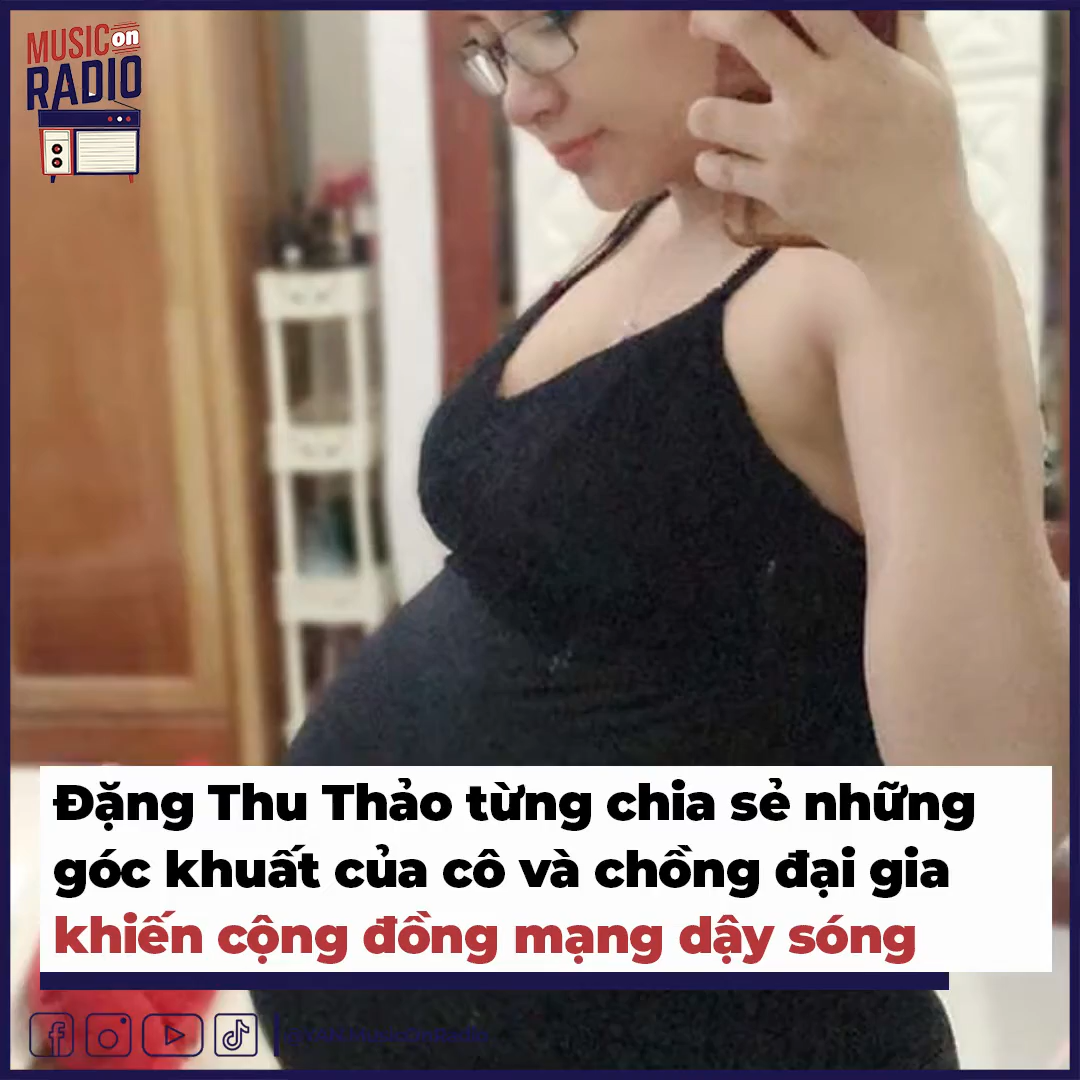 MUSIC on
RADIO
Đặng Thu Thảo từng chia sẻ những
góc khuất của cô và chồng đại gia
khiến cộng đồng mạng dậy sóng